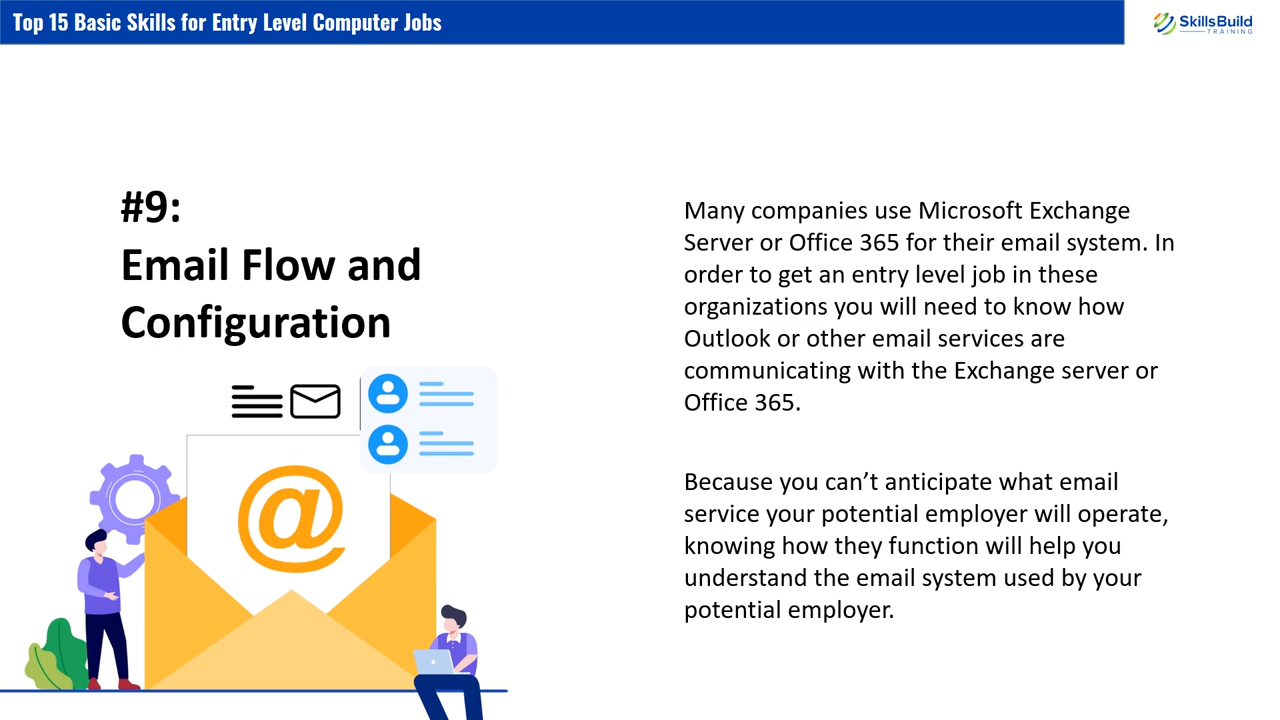 Top 15 Basic Skills for Entry Level Computer Jobs
SkillsBuild
TRAINING
#9:
Email Flow and
Configuration
@
Many companies use Microsoft Exchange
Server or Office 365 for their email system. In
order to get an entry level job in these
organizations you will need to know how
Outlook or other email services are
communicating with the Exchange server or
Office 365.
Because you can’t anticipate what email
service your potential employer will operate,
knowing how they function will help you
understand the email system used by your
potential employer.